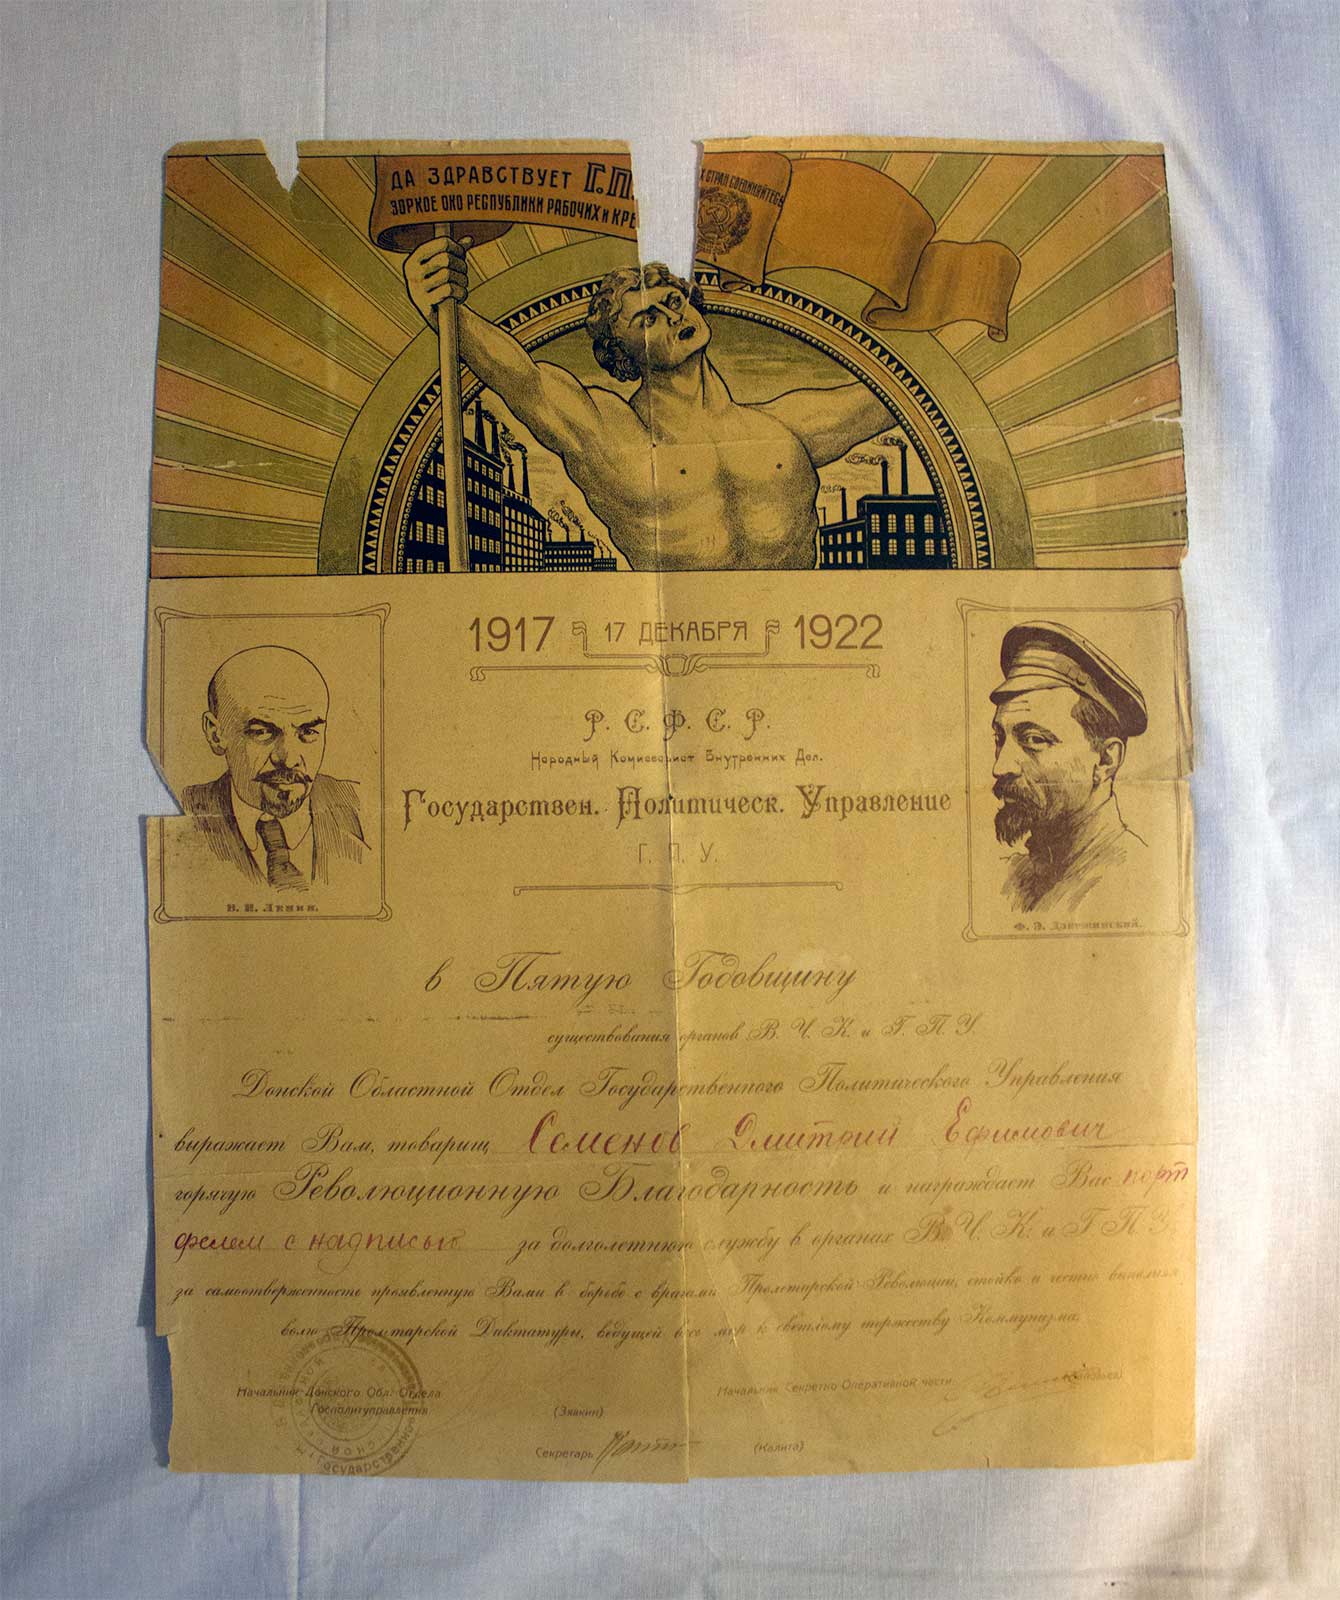 ДА ЗДРАВСТВУЕТ Г.П.
ЗОРКОЕ ОКО РЕСПУБЛИКИ РАБОЧИХ И КРЕ
Х СТРАН СОЕДИНЯЙТЕСЬ
1917 17 ДЕКАБРЯ 1922
Р. С. Ф. С. Р.
Народный Комиссариат Внутренних Дел.
Государствен. Политическ. Управление
Г. П. У.
В. И. Ленин.
Ф. Э. Дзержинский.
в Пятую Годовщину
существования органов В. Ч. К. и Г. П. У.
Донской Областной Отдел Государственного Политического Управления
выражает Вам, товарищ Семенов Дмитрий Ефимович
горячую Революционную Благодарность и награждает Вас порт
фелем с надписью за долголетнюю службу в органах В. Ч. К. и Г. П. У.
за самоотверженность проявленную Вами в борьбе с врагами Пролетарской Революции, стойко и честно выполняя
волю Пролетарской Диктатуры, ведущей весь мир к светлому торжеству Коммунизма.
Начальник Донского Обл. Отдела
Госполитуправления
(Зявкин)
Начальник Секретно Оперативной части
Секретарь (Калита)
Государственное